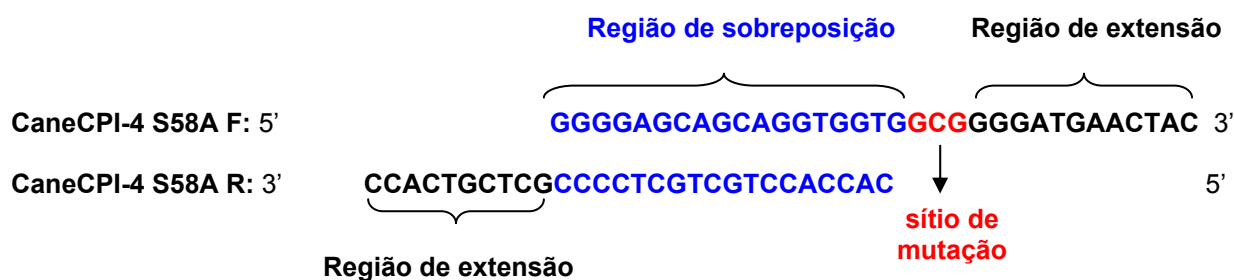 Região de sobreposição Região de extensão
CaneCPI-4 S58A F: 5’ GGGGAGCAGCAGGTGGTGGCGGGGATGAACTAC 3’
CaneCPI-4 S58A R: 3’ CCACTGCTCGCCCCTCGTCGTCCACCAC 5’
sítio de
mutação
Região de extensão